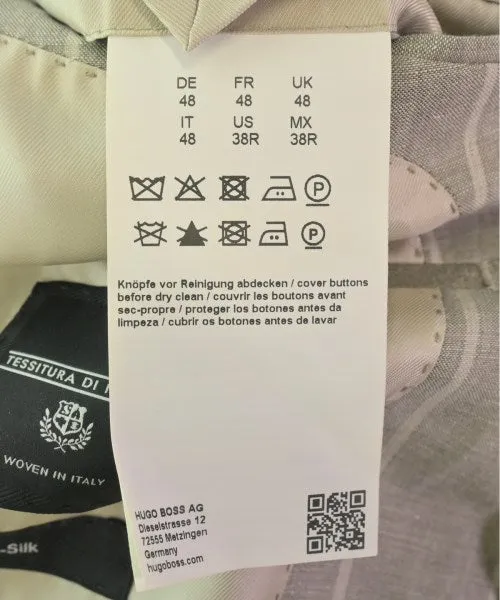 DE FR UK
48 48 48
IT US MX
48 38R 38R
P
P
Knöpfe vor Reinigung abdecken / cover buttons
before dry clean / couvrir les boutons avant
sec-propre / proteger los botones antes da
limpeza / cubrir os botones antes de lavar
TESSITURA DI
WOVEN IN ITALY
-Silk
HUGO BOSS AG
Dieselstrasse 12
72555 Metzingen
Germany
hugoboss.com